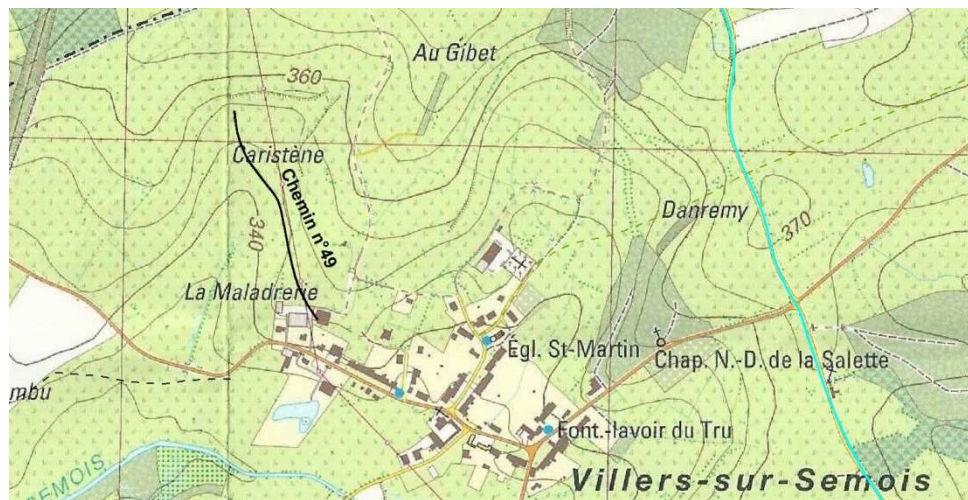 Au Gibet
360
Caristène
Chemin n°49
340
Danremy
370
La Maladrerie
Égl. St-Martin
Chap. N.-D. de la Salette
mbu
Font.-lavoir du Tru
Villers-sur-Semois
SEMOIS